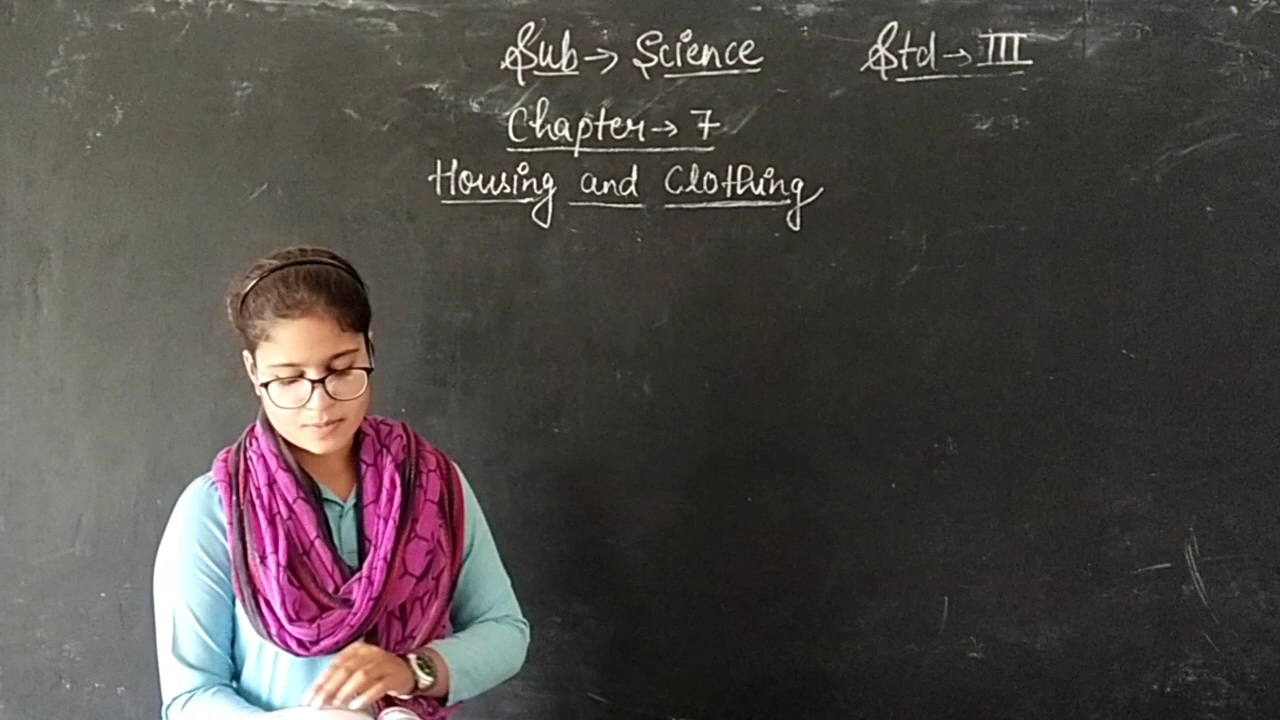 Sub → Science Std → III
Chapter → 7
Housing and Clothing